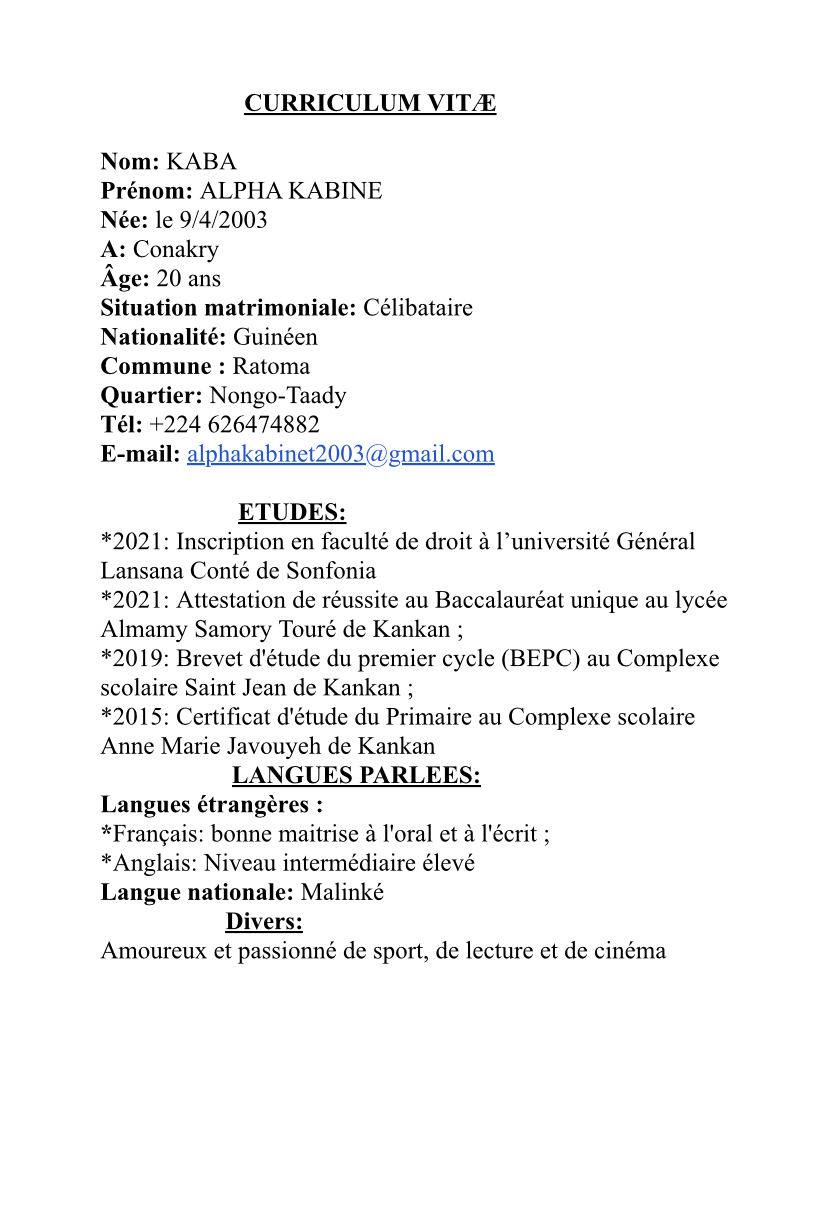 CURRICULUM VITÆ
Nom: KABA
Prénom: ALPHA KABINE
Née: le 9/4/2003
A: Conakry
Âge: 20 ans
Situation matrimoniale: Célibataire
Nationalité: Guinéen
Commune : Ratoma
Quartier: Nongo-Taady
Tél: +224 626474882
E-mail: alphakabinet2003@gmail.com
ETUDES:
*2021: Inscription en faculté de droit à l’université Général
Lansana Conté de Sonfonia
*2021: Attestation de réussite au Baccalauréat unique au lycée
Almamy Samory Touré de Kankan ;
*2019: Brevet d'étude du premier cycle (BEPC) au Complexe
scolaire Saint Jean de Kankan ;
*2015: Certificat d'étude du Primaire au Complexe scolaire
Anne Marie Javouyeh de Kankan
LANGUES PARLEES:
Langues étrangères :
*Français: bonne maitrise à l'oral et à l'écrit ;
*Anglais: Niveau intermédiaire élevé
Langue nationale: Malinké
Divers:
Amoureux et passionné de sport, de lecture et de cinéma